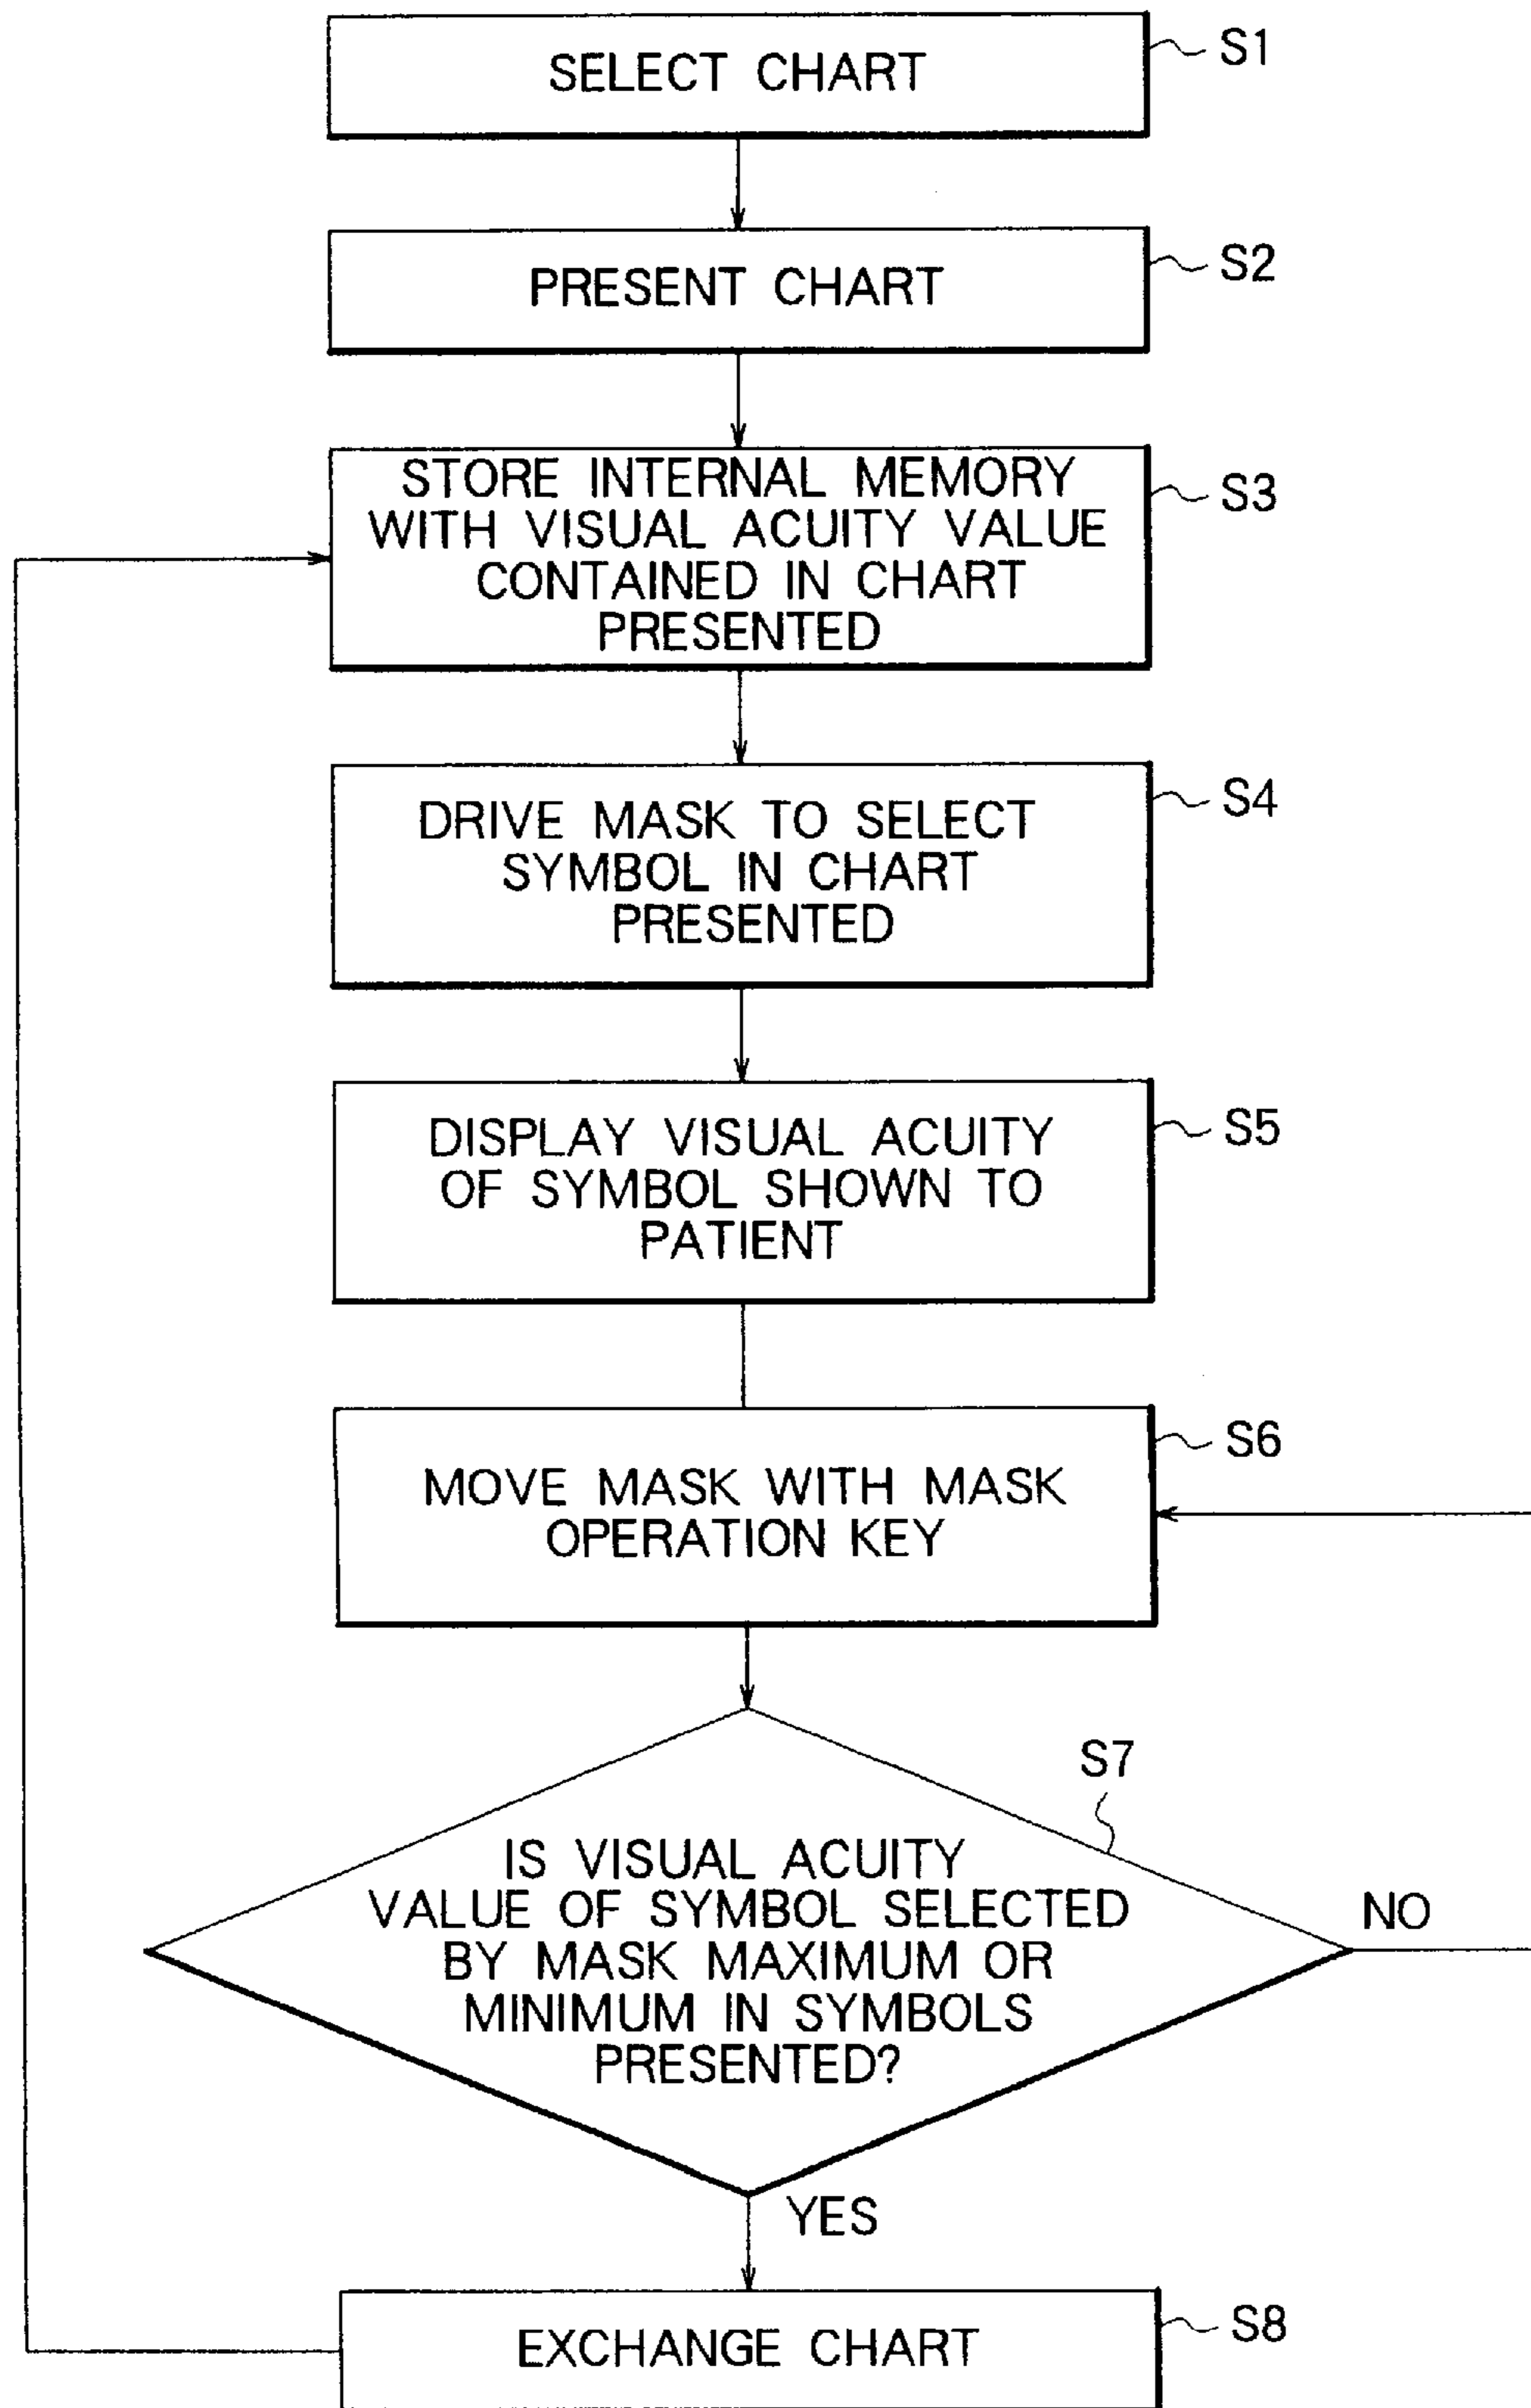 SELECT CHART
S1
PRESENT CHART
S2
STORE INTERNAL MEMORY
WITH VISUAL ACUITY VALUE
CONTAINED IN CHART
PRESENTED
S3
DRIVE MASK TO SELECT
SYMBOL IN CHART
PRESENTED
S4
DISPLAY VISUAL ACUITY
OF SYMBOL SHOWN TO
PATIENT
S5
MOVE MASK WITH MASK
OPERATION KEY
S6
S7
IS VISUAL ACUITY
VALUE OF SYMBOL SELECTED
BY MASK MAXIMUM OR
MINIMUM IN SYMBOLS
PRESENTED?
NO
YES
EXCHANGE CHART
S8